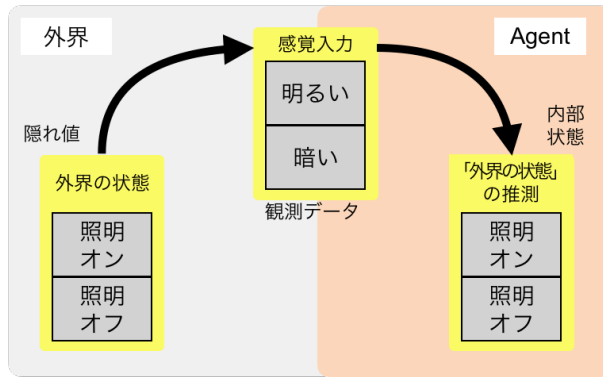 外界
感覚入力
Agent
明るい
暗い
隠れ値
内部
状態
外界の状態
「外界の状態」
の推測
観測データ
照明
オン
照明
オフ
照明
オン
照明
オフ